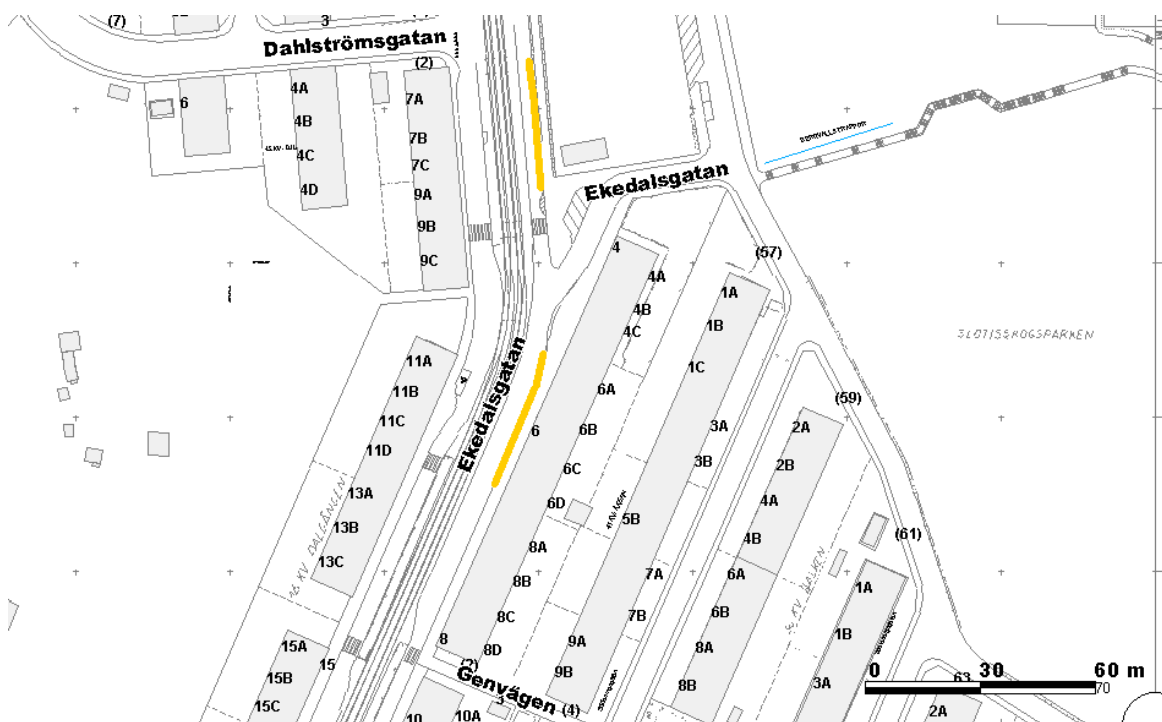 (7)
3
Dahlströmsgatan
(2)
6
4A
4B
4C
4D
7A
7B
7C
9A
9B
9C
Ekedalsgatan
(57)
4
4A
4B
4C
1A
1B
1C
SLOTTSSKOGSPARKEN
11A
11B
11C
11D
13A
13B
13C
Ekedalsgatan
6
6A
6B
6C
6D
3A
3B
2A
2B
(59)
4A
4B
5B
8A
8B
8C
8D
8
7A
7B
6A
6B
8A
8B
9A
9B
(61)
1A
1B
3A
15A
15B
15C
15
(2)
Genvägen (4)
10
10A
3
0 30 60 m
63
70
2A